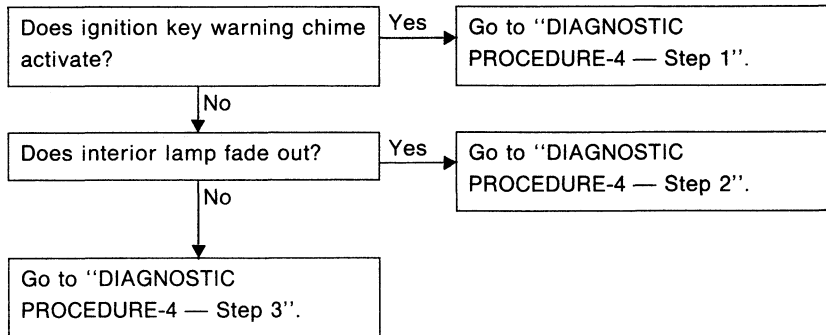 Does ignition key warning chime
activate?
Yes
Go to “DIAGNOSTIC
PROCEDURE-4 — Step 1”.
No
Does interior lamp fade out?
Yes
Go to “DIAGNOSTIC
PROCEDURE-4 — Step 2”.
No
Go to “DIAGNOSTIC
PROCEDURE-4 — Step 3”.